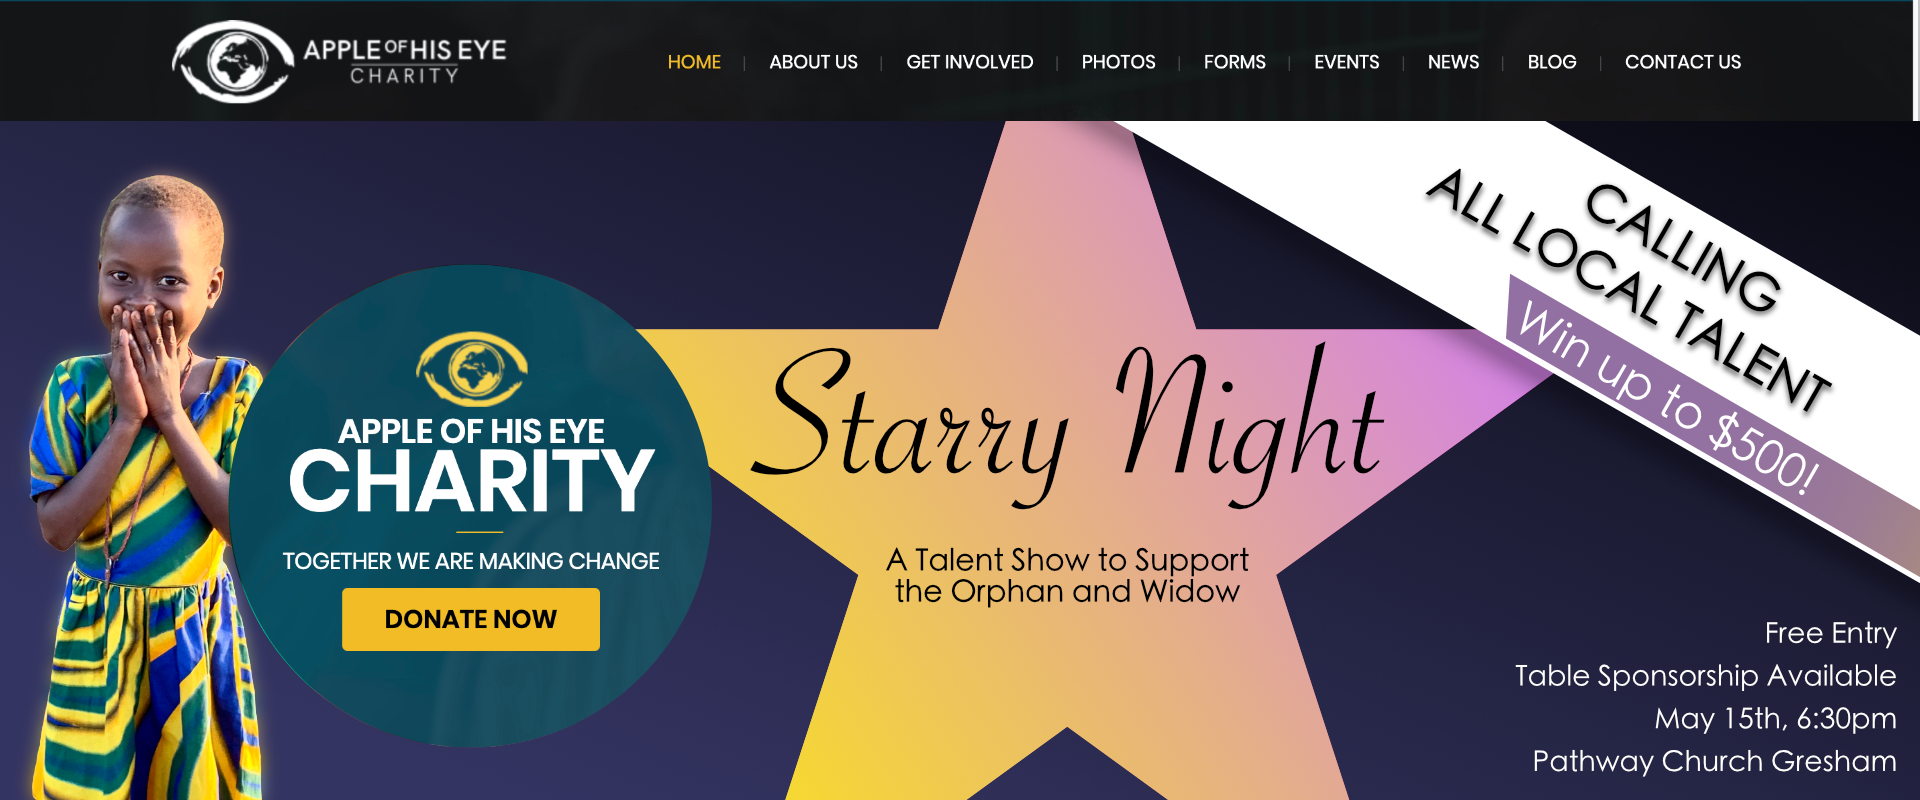 APPLE OF HIS EYE
CHARITY
HOME
ABOUT US
GET INVOLVED
PHOTOS
FORMS
EVENTS
NEWS
BLOG
CONTACT US
CALLING
ALL LOCAL TALENT
Win up to $500!
APPLE OF HIS EYE
CHARITY
TOGETHER WE ARE MAKING CHANGE
DONATE NOW
Starry Night
A Talent Show to Support
the Orphan and Widow
Free Entry
Table Sponsorship Available
May 15th, 6:30pm
Pathway Church Gresham